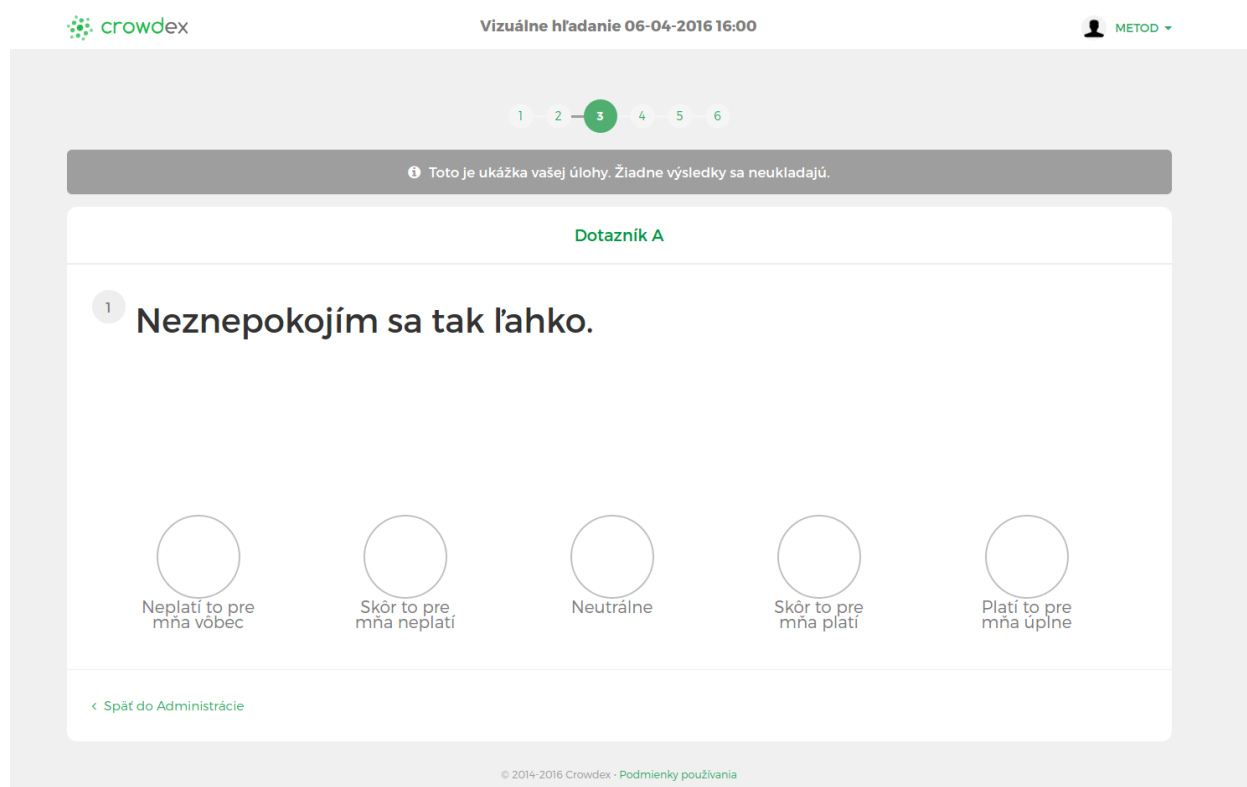 crowdex
Vizuálne hľadanie 06-04-2016 16:00
METOD
1 2 3 4 5 6
Toto je ukážka vašej úlohy. Žiadne výsledky sa neukladajú.
Dotazník A
1
Neznepokojím sa tak ľahko.
Neplatí to pre
mňa vôbec
Skôr to pre
mňa neplatí
Neutrálne
Skôr to pre
mňa platí
Platí to pre
mňa úplne
Späť do Administrácie
© 2014-2016 Crowdex · Podmienky používania